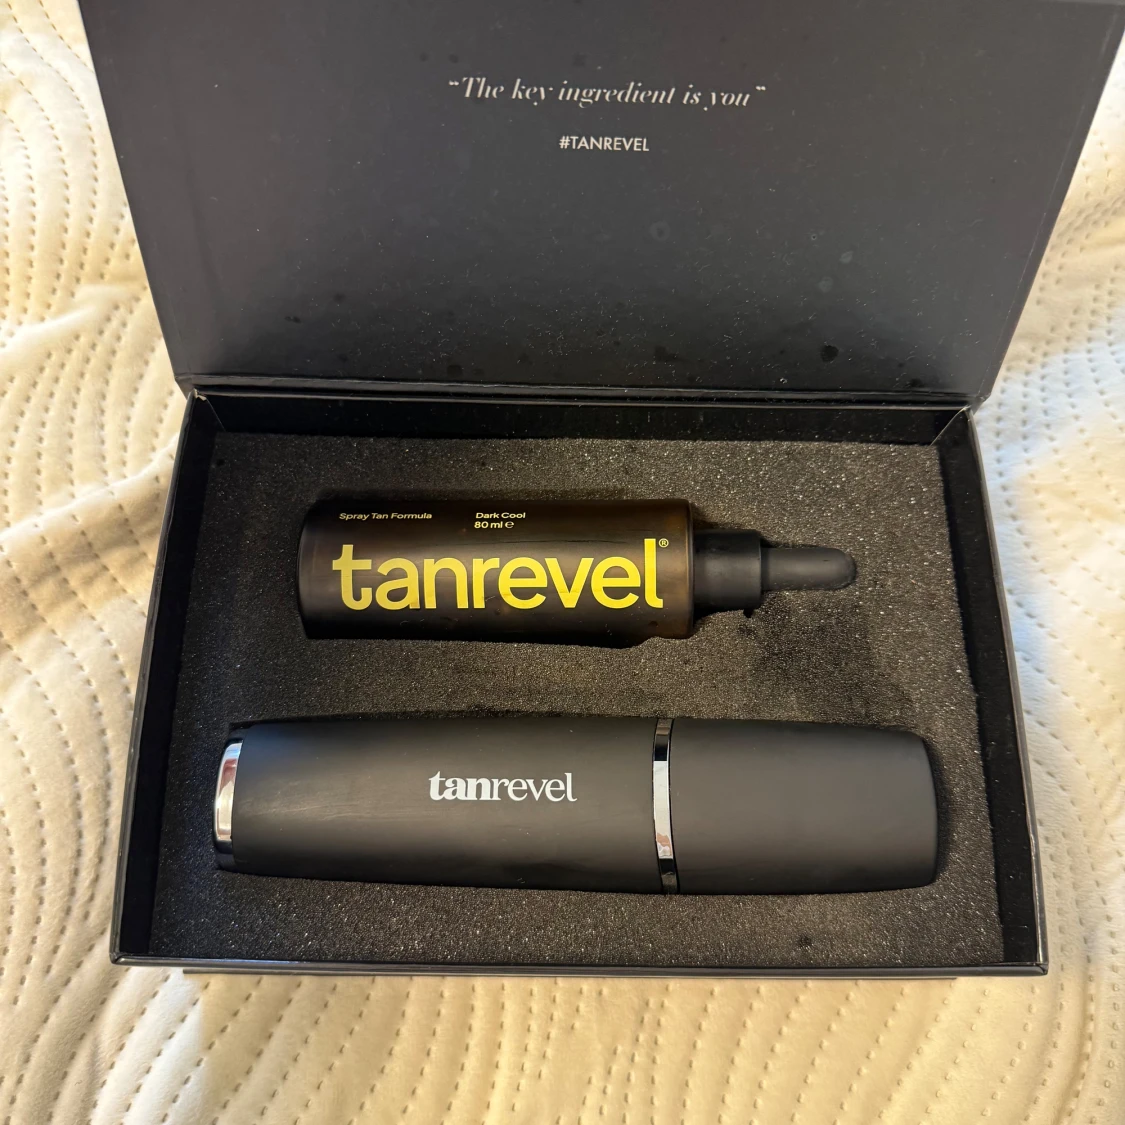 "The key ingredient is you"
#TANREVEL
Spray Tan Formula Dark Cool
80 ml ℮
tanrevel®
tanrevel